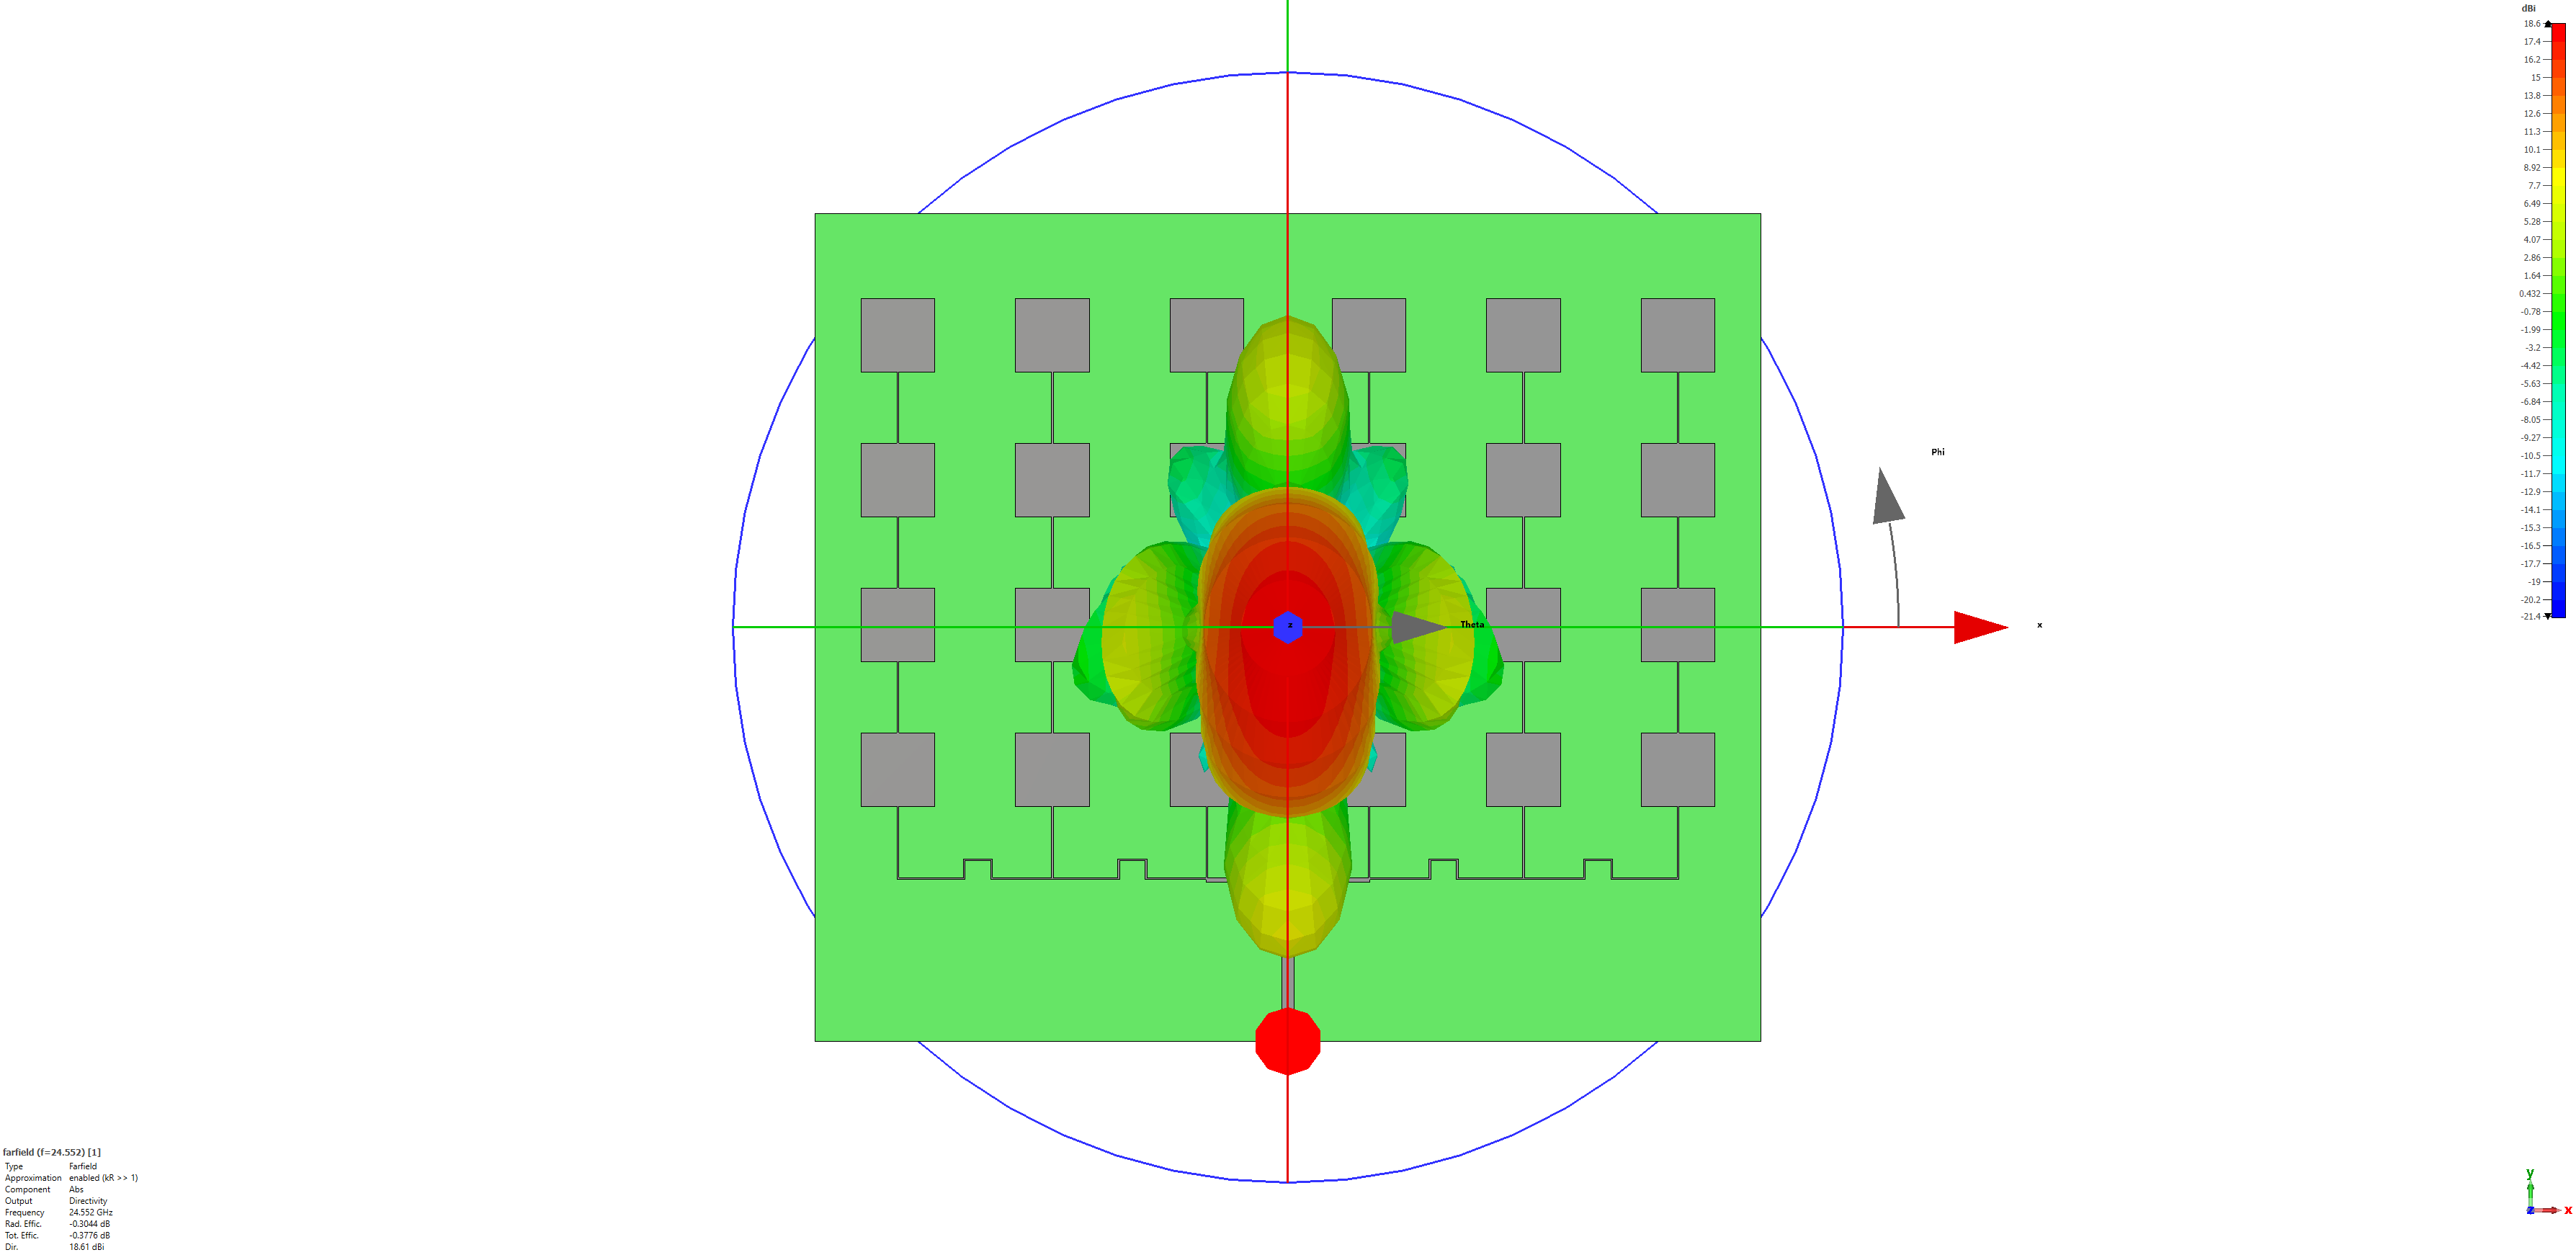 dBi
18.6
17.4
16.2
15
13.8
12.6
11.3
10.1
8.92
7.7
6.49
5.28
4.07
2.86
1.64
0.432
-0.78
-1.99
-3.2
-4.42
-5.63
-6.84
-8.05
-9.27
-10.5
-11.7
-12.9
-14.1
-15.3
-16.5
-17.7
-19
-20.2
-21.4
Phi
z
Theta
x
farfield (f=24.552) [1]
Type Farfield
Approximation enabled (kR >> 1)
Component Abs
Output Directivity
Frequency 24.552 GHz
Rad. Effic. -0.3044 dB
Tot. Effic. -0.3776 dB
Dir. 18.61 dBi
y
z
x